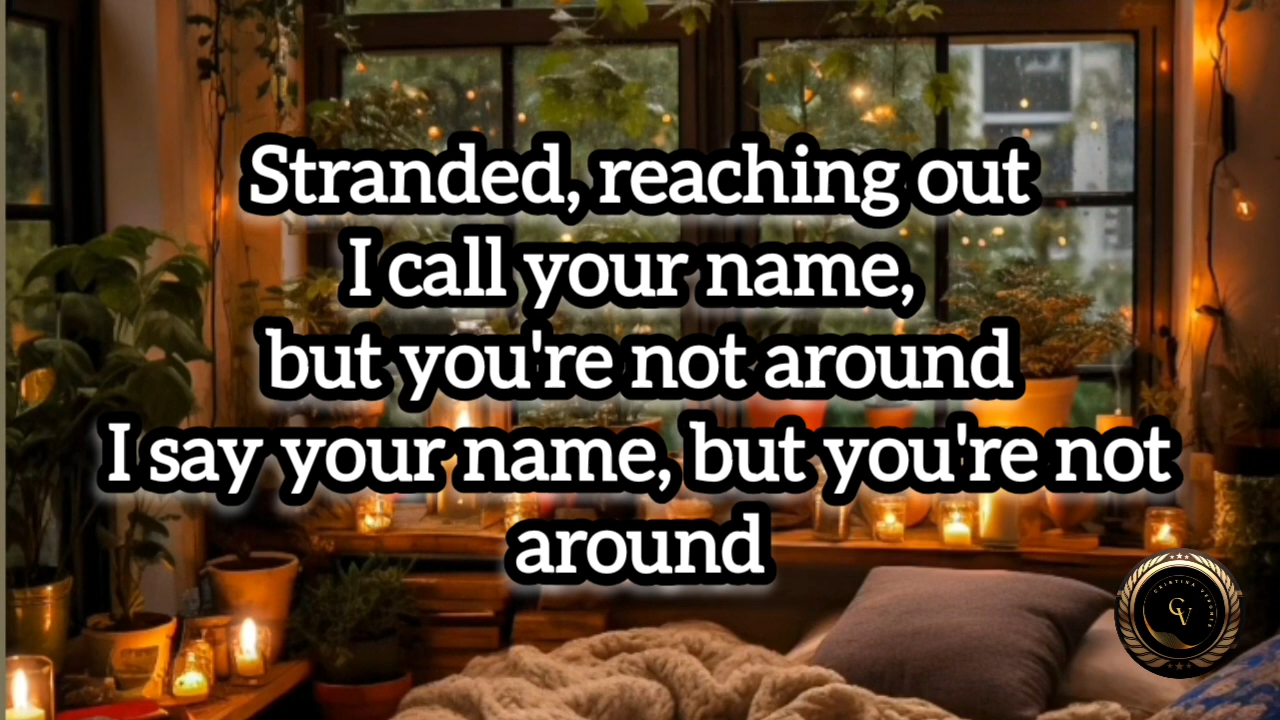 Stranded, reaching out
I call your name,
but you're not around
I say your name, but you're not
around
CV